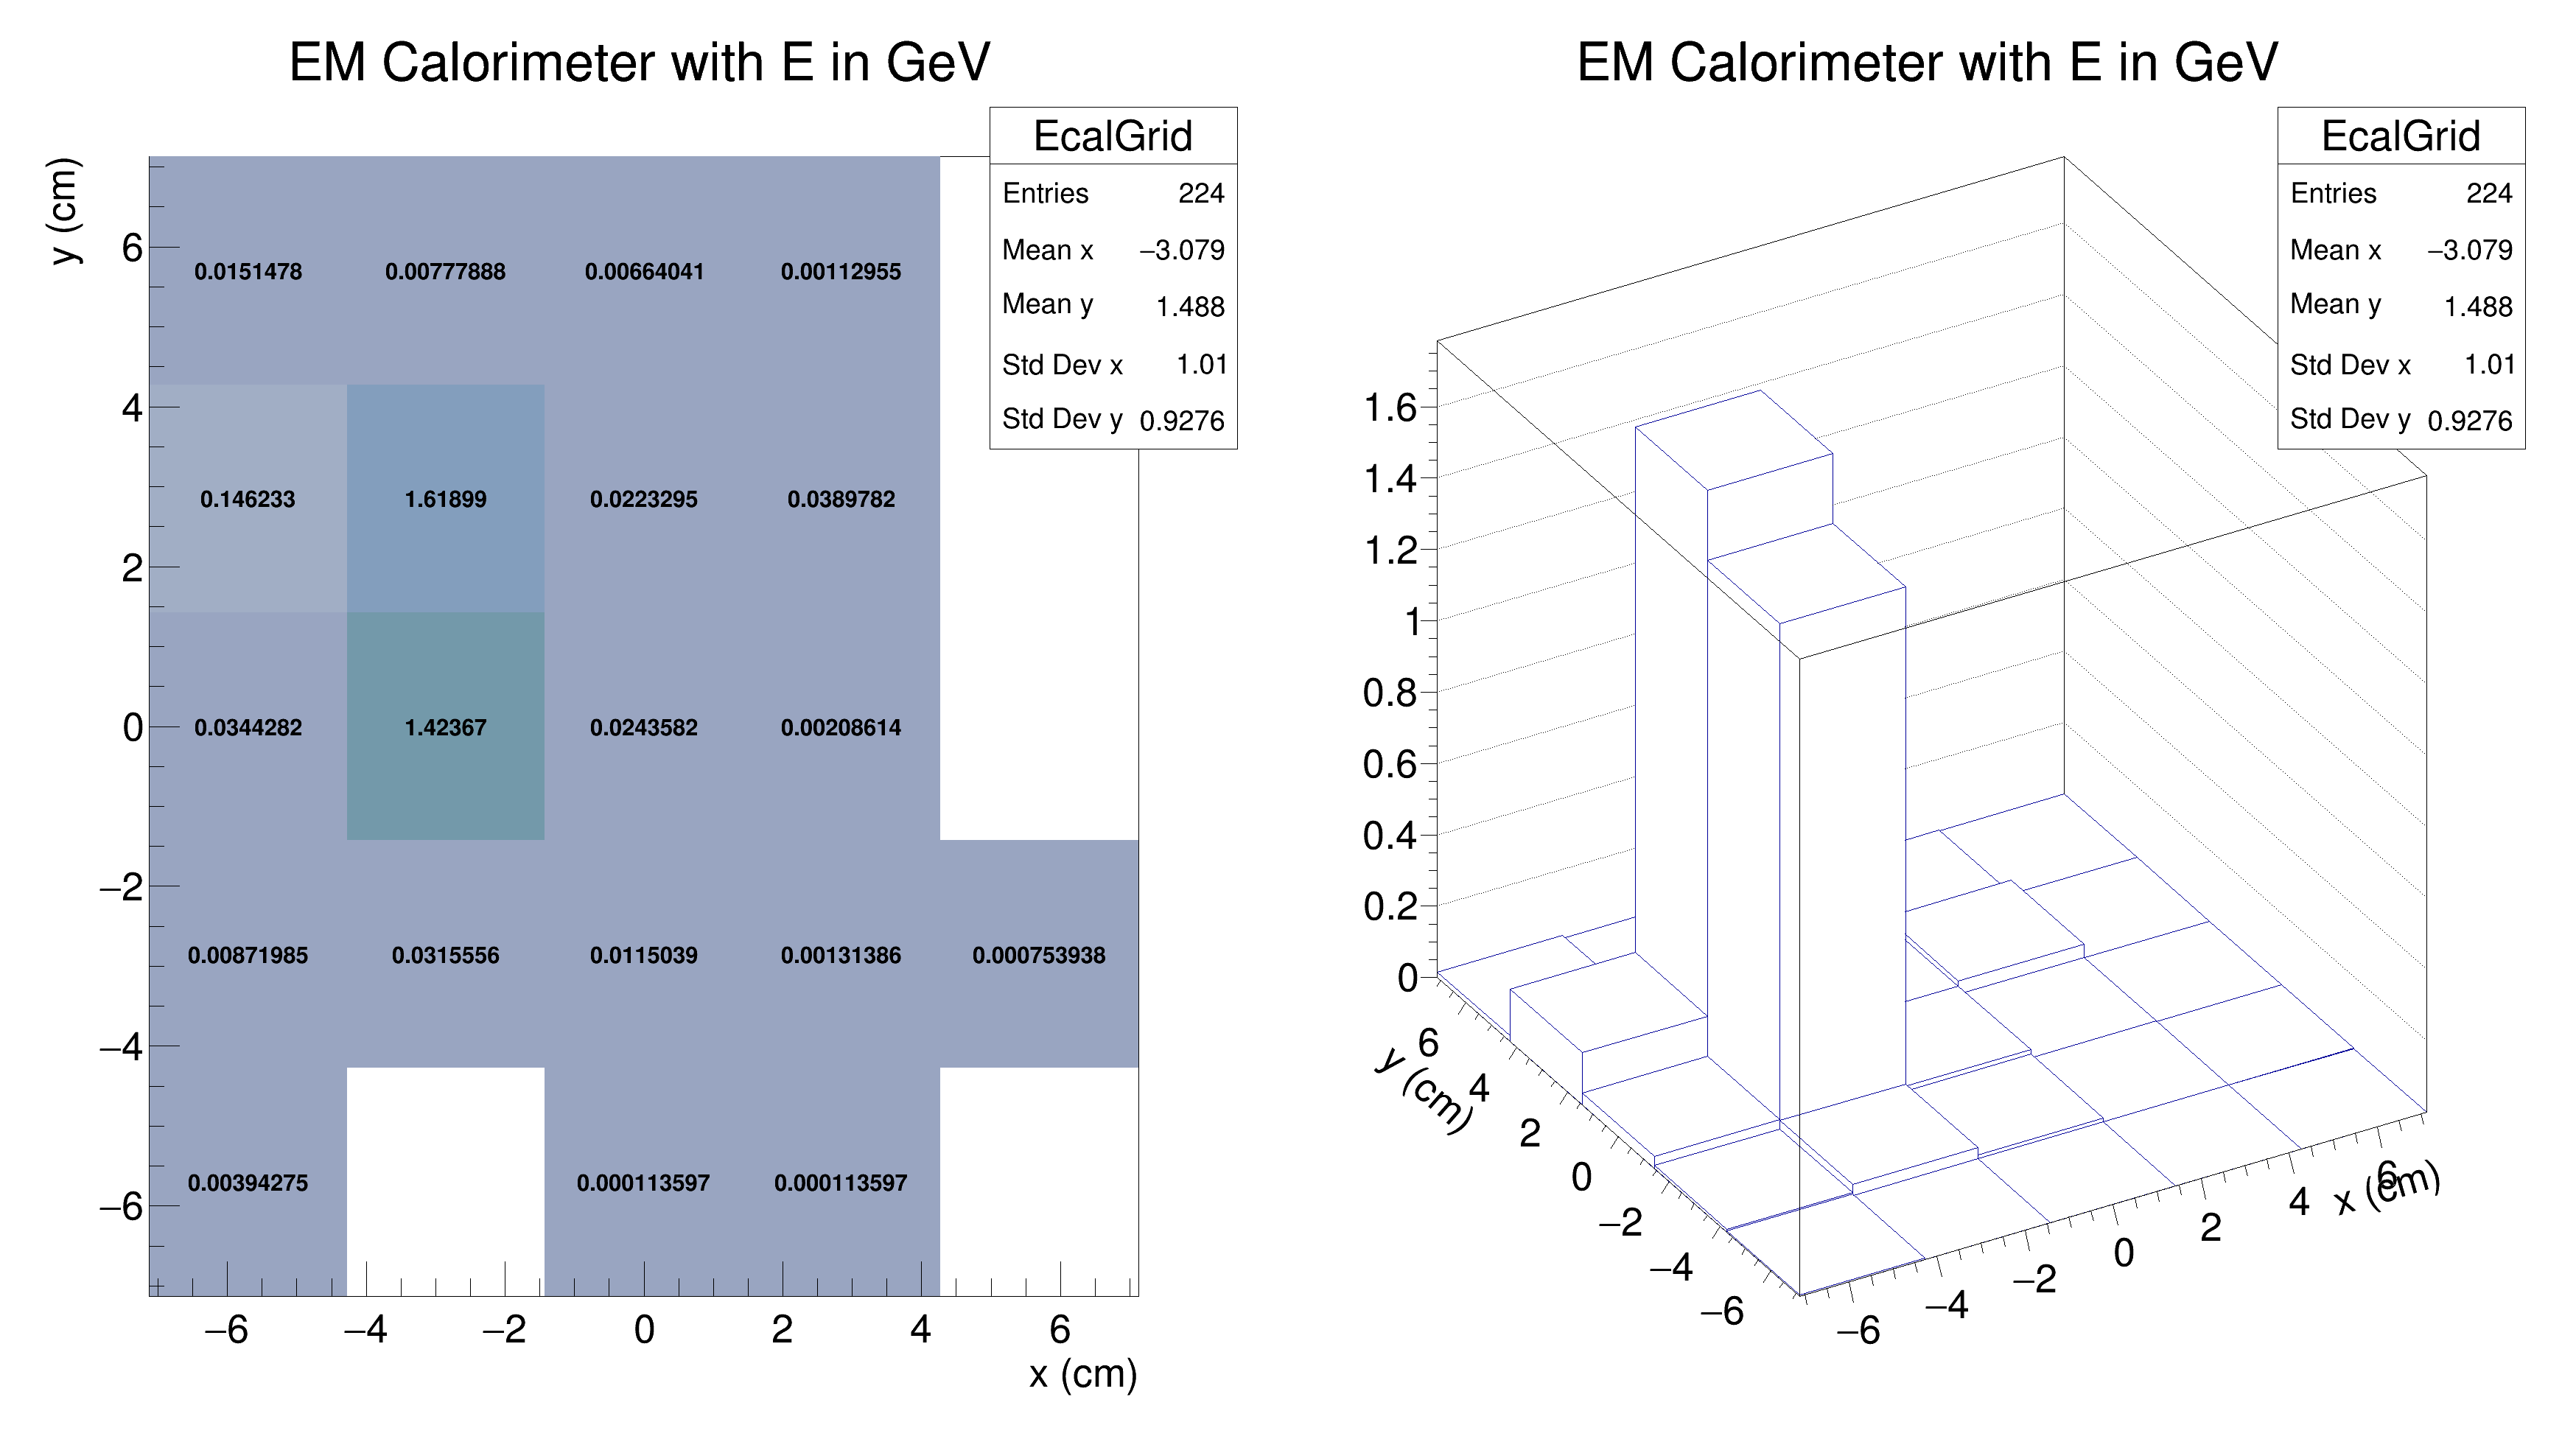 EM Calorimeter with E in GeV
y (cm)
EcalGrid
Entries 224
Mean x −3.079
Mean y 1.488
Std Dev x 1.01
Std Dev y 0.9276
6
4
2
0
−2
−4
−6
0.0151478 0.00777888 0.00664041 0.00112955
0.146233 1.61899 0.0223295 0.0389782
0.0344282 1.42367 0.0243582 0.00208614
0.00871985 0.0315556 0.0115039 0.00131386 0.000753938
0.00394275 0.000113597 0.000113597
−6 −4 −2 0 2 4 6
x (cm)
EM Calorimeter with E in GeV
EcalGrid
Entries 224
Mean x −3.079
Mean y 1.488
Std Dev x 1.01
Std Dev y 0.9276
1.6
1.4
1.2
1
0.8
0.6
0.4
0.2
0
y (cm)
6
4
2
0
−2
−4
−6
−6 −4 −2 0 2 4 6
x (cm)